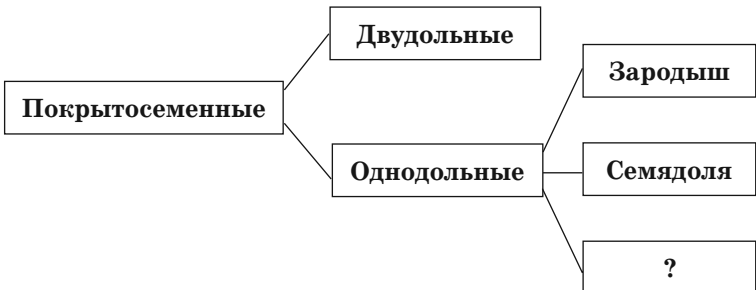 Двудольные
Зародыш
Покрытосеменные
Однодольные
Семядоля
?